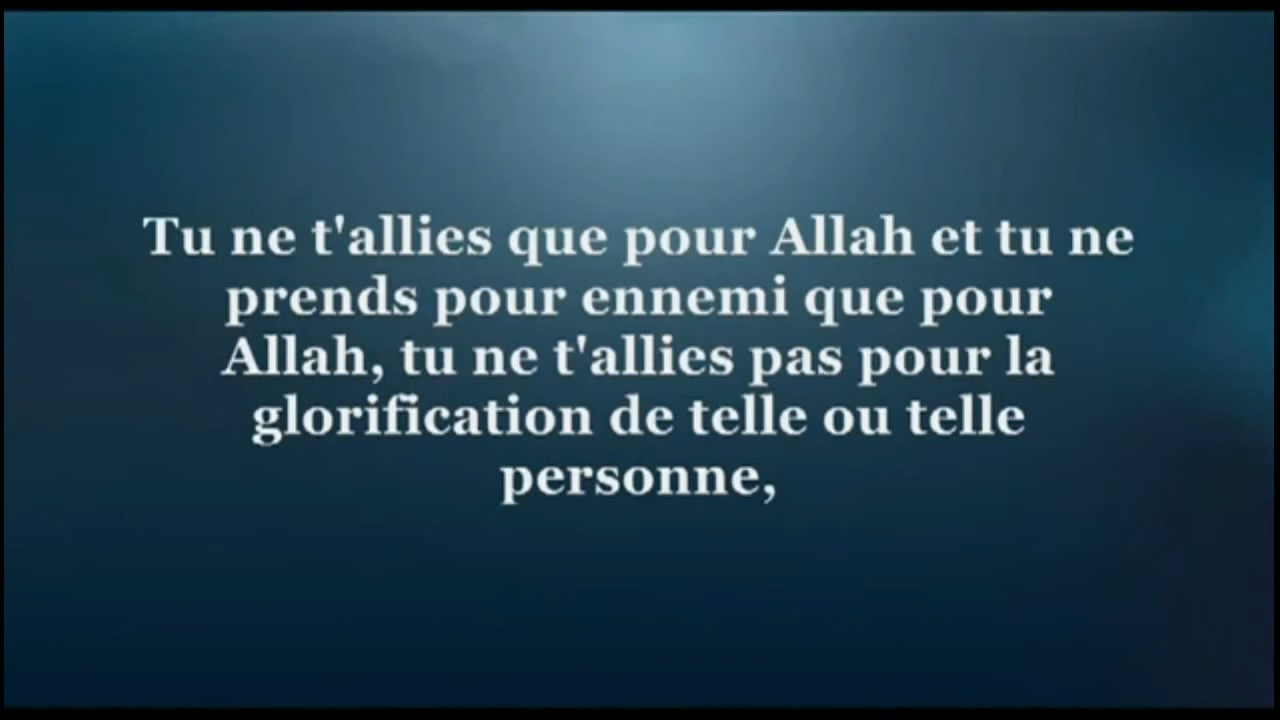 Tu ne t'allies que pour Allah et tu ne
prends pour ennemi que pour
Allah, tu ne t'allies pas pour la
glorification de telle ou telle
personne,